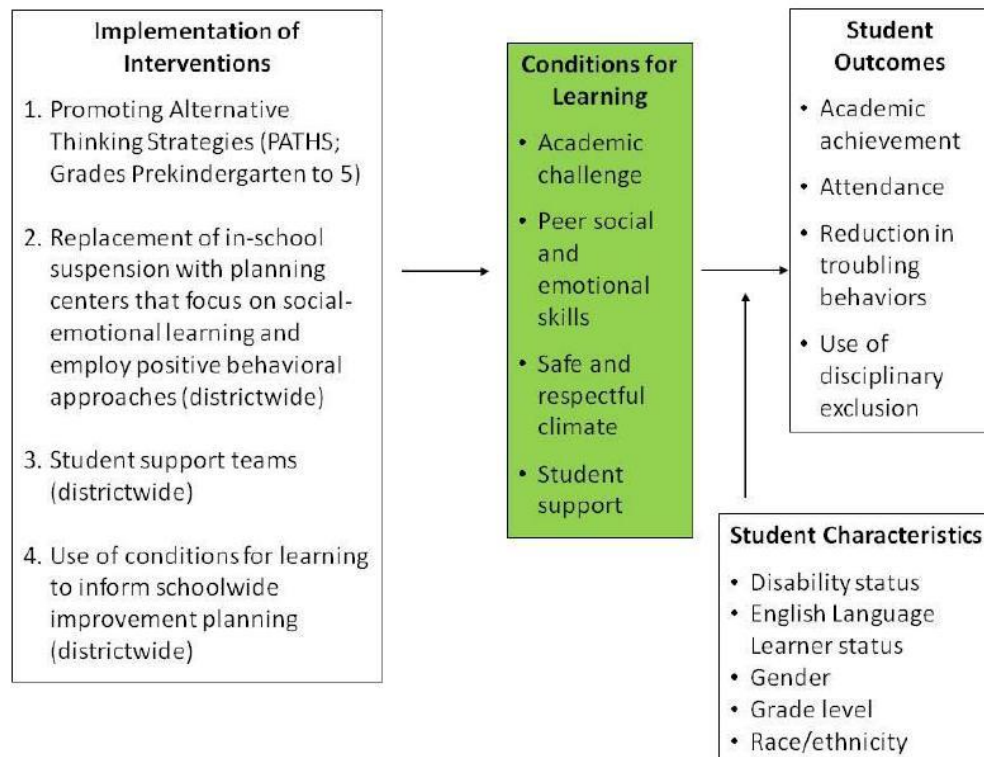 Implementation of
Interventions
1. Promoting Alternative
Thinking Strategies (PATHS;
Grades Prekindergarten to 5)
2. Replacement of in-school
suspension with planning
centers that focus on social-
emotional learning and
employ positive behavioral
approaches (districtwide)
3. Student support teams
(districtwide)
4. Use of conditions for learning
to inform schoolwide
improvement planning
(districtwide)
Conditions for
Learning
• Academic
challenge
• Peer social
and
emotional
skills
• Safe and
respectful
climate
• Student
support
Student
Outcomes
• Academic
achievement
• Attendance
• Reduction in
troubling
behaviors
• Use of
disciplinary
exclusion
Student Characteristics
• Disability status
• English Language
Learner status
• Gender
• Grade level
• Race/ethnicity